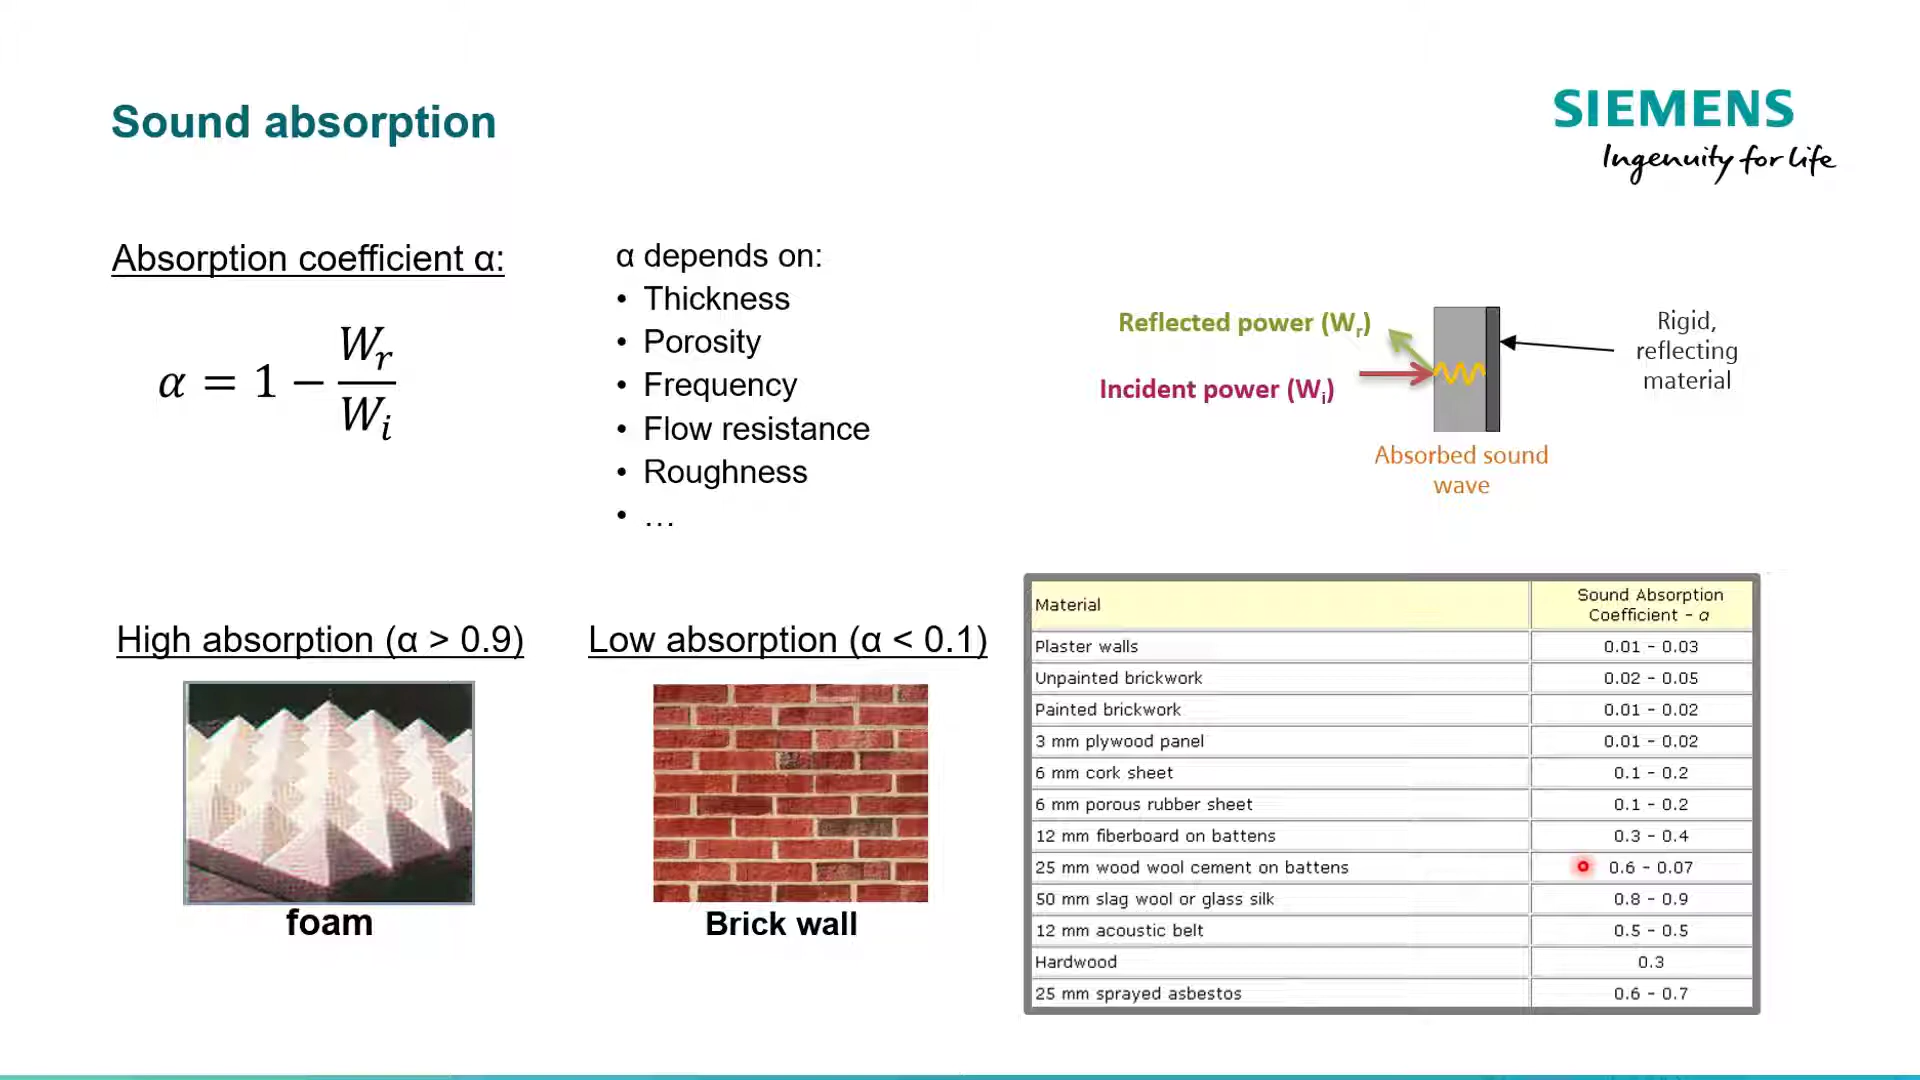 Sound absorption
SIEMENS
Ingenuity for life
Absorption coefficient α:
α = 1 − Wr/Wi
α depends on:
• Thickness
• Porosity
• Frequency
• Flow resistance
• Roughness
• …
Reflected power (Wr)
Incident power (Wi)
Rigid,
reflecting
material
Absorbed sound
wave
High absorption (α > 0.9)
foam
Low absorption (α < 0.1)
Brick wall
Material Sound Absorption
Coefficient - α
Plaster walls 0.01 - 0.03
Unpainted brickwork 0.02 - 0.05
Painted brickwork 0.01 - 0.02
3 mm plywood panel 0.01 - 0.02
6 mm cork sheet 0.1 - 0.2
6 mm porous rubber sheet 0.1 - 0.2
12 mm fiberboard on battens 0.3 - 0.4
25 mm wood wool cement on battens 0.6 - 0.07
50 mm slag wool or glass silk 0.8 - 0.9
12 mm acoustic belt 0.5 - 0.5
Hardwood 0.3
25 mm sprayed asbestos 0.6 - 0.7